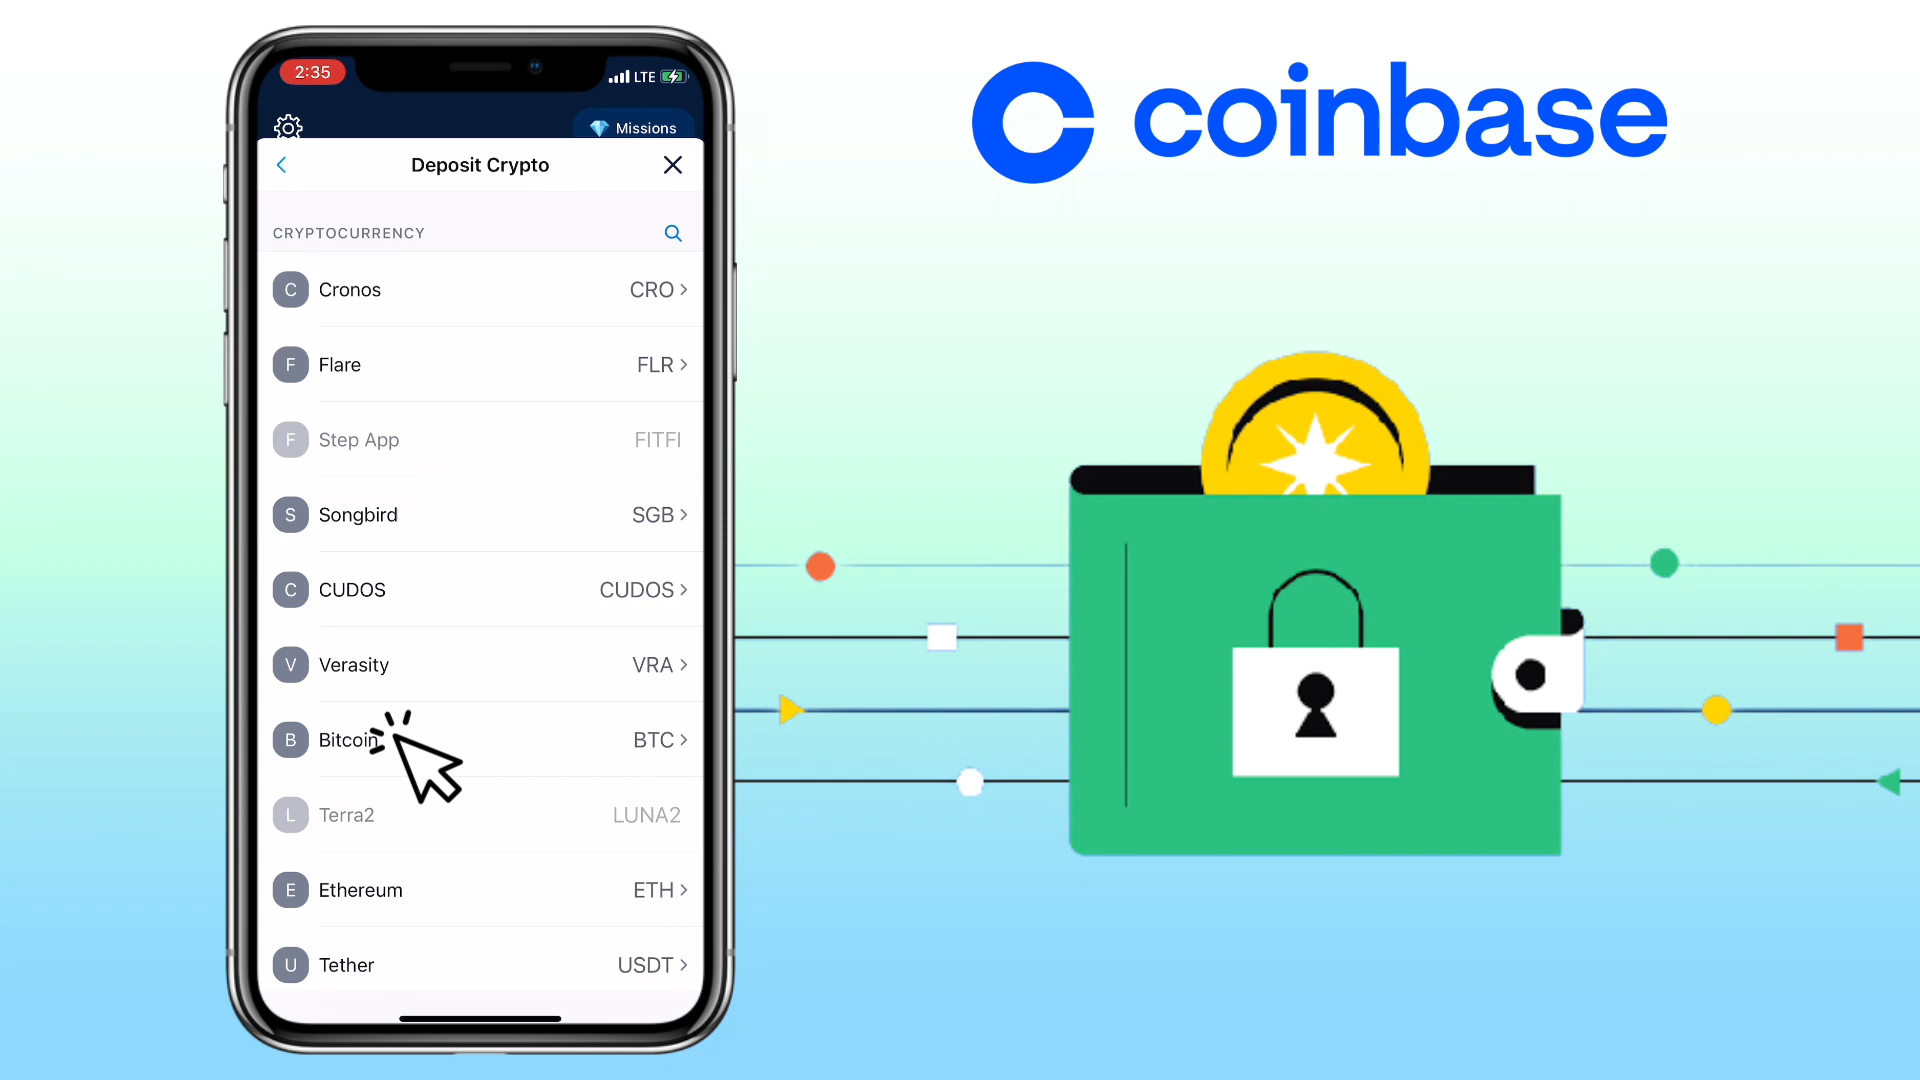 2:35
LTE
Missions
Deposit Crypto
CRYPTOCURRENCY
C Cronos CRO
F Flare FLR
F Step App FITFI
S Songbird SGB
C CUDOS CUDOS
V Verasity VRA
B Bitcoin BTC
L Terra2 LUNA2
E Ethereum ETH
U Tether USDT
coinbase